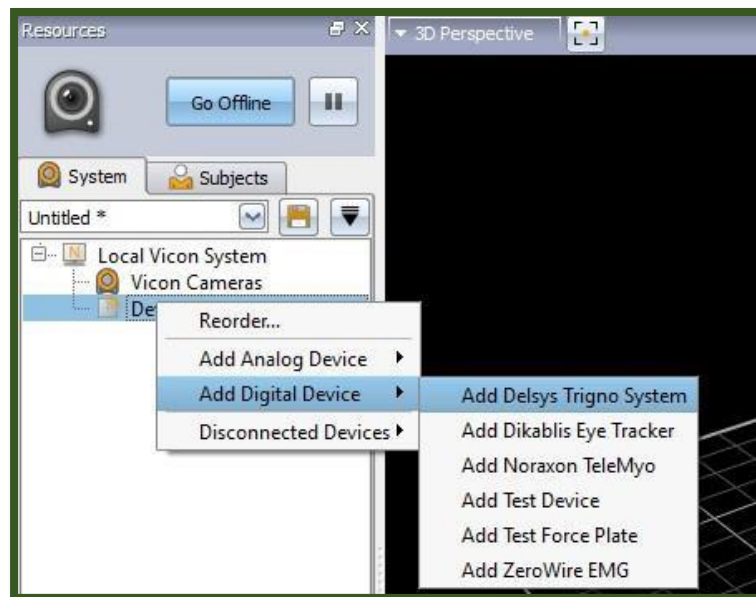 Resources
3D Perspective
Go Offline
System
Subjects
Untitled *
Local Vicon System
Vicon Cameras
Reorder...
Add Analog Device
Add Digital Device
Disconnected Devices
Add Delsys Trigno System
Add Dikablis Eye Tracker
Add Noraxon TeleMyo
Add Test Device
Add Test Force Plate
Add ZeroWire EMG